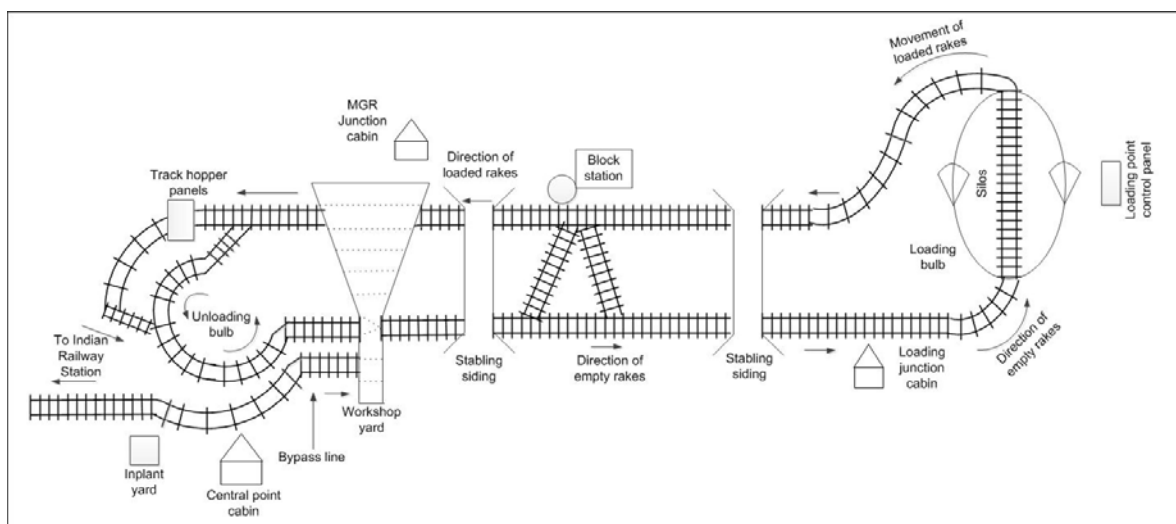 Movement of
loaded rakes
MGR
Junction
cabin
Direction of
loaded rakes
Block
station
Track hopper
panels
Silos
Loading point
control panel
Loading
bulb
Unloading
bulb
To Indian
Railway
Station
Stabling
siding
Direction of
empty rakes
Stabling
siding
Loading
junction
cabin
Direction of
empty rakes
Workshop
yard
Bypass line
Inplant
yard
Central point
cabin